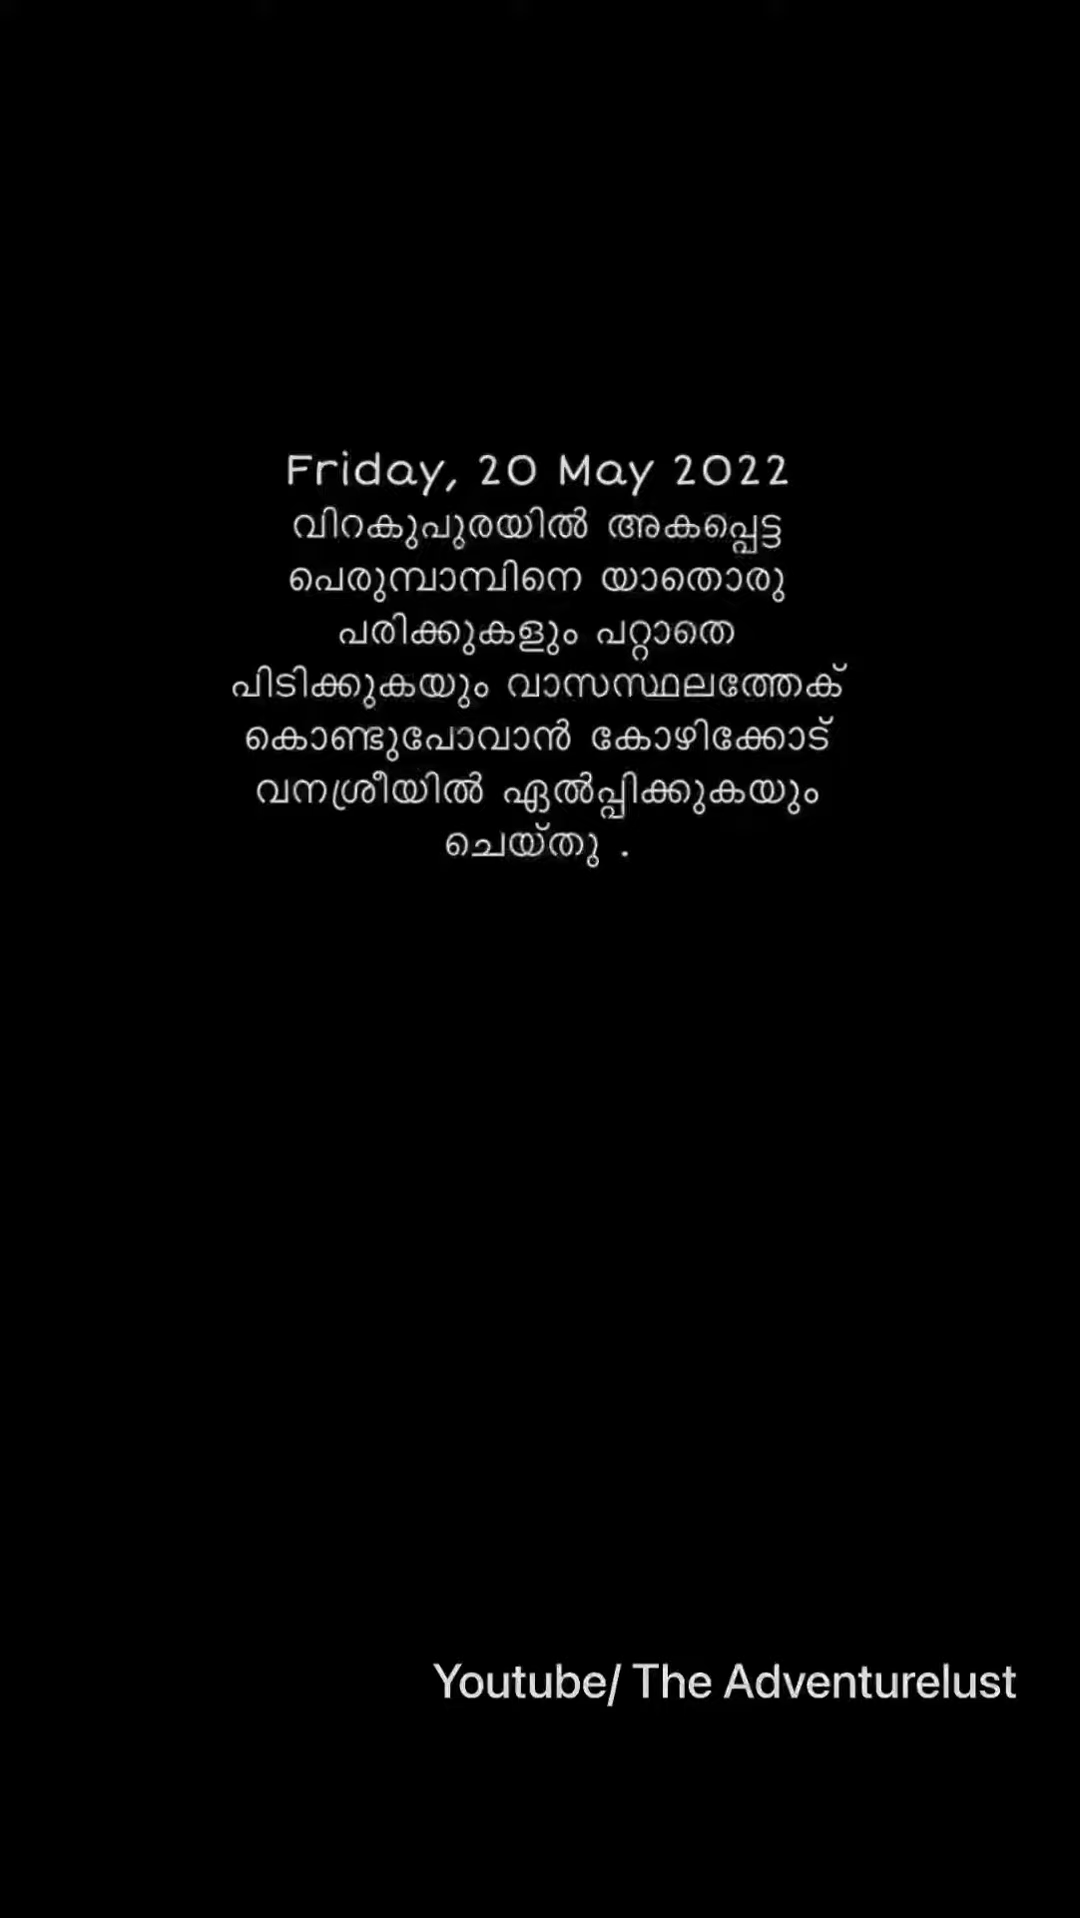 Friday, 20 May 2022
വിറകുപുരയിൽ അകപ്പെട്ട
പെരുമ്പാമ്പിനെ യാതൊരു
പരിക്കുകളും പറ്റാതെ
പിടിക്കുകയും വാസസ്ഥലത്തേക്
കൊണ്ടുപോവാൻ കോഴിക്കോട്
വനശ്രീയിൽ ഏൽപ്പിക്കുകയും
ചെയ്തു .
Youtube/ The Adventurelust